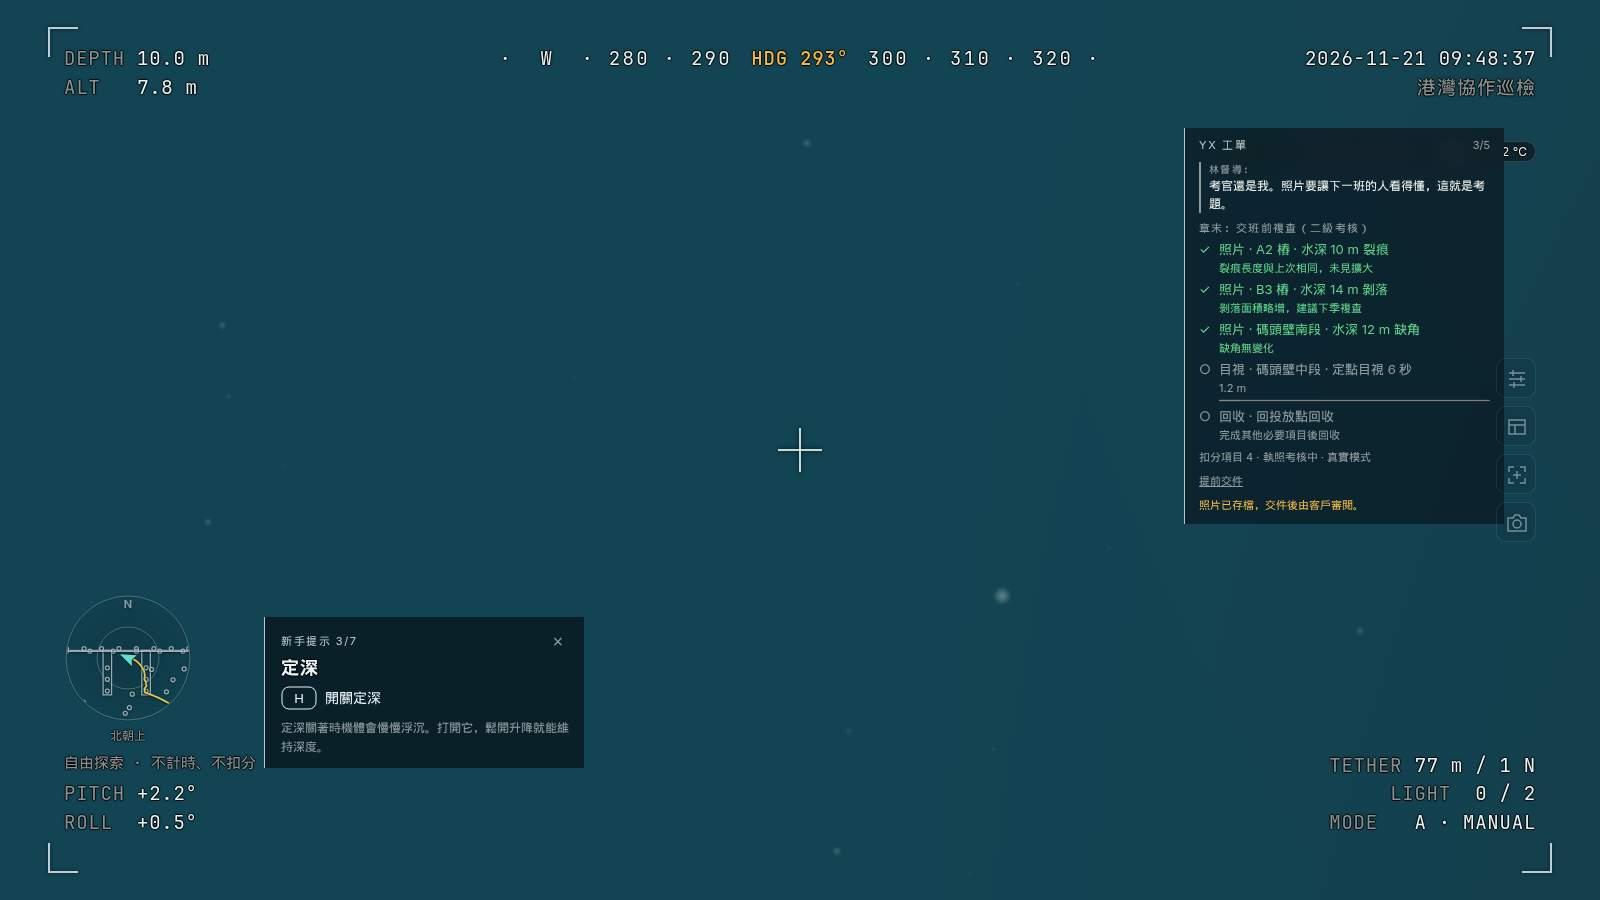 DEPTH 10.0 m
ALT 7.8 m
· W · 280 · 290 HDG 293° 300 · 310 · 320 ·
2026-11-21 09:48:37
港灣協作巡檢
2 °C
YX 工單 3/5
林督導:
考官還是我。照片要讓下一班的人看得懂，這就是考
題。
章末: 交班前複查 ( 二級考核 )
照片 · A2 樁 · 水深 10 m 裂痕
裂痕長度與上次相同，未見擴大
照片 · B3 樁 · 水深 14 m 剝落
剝落面積略增，建議下季複查
照片 · 碼頭壁南段 · 水深 12 m 缺角
缺角無變化
目視 · 碼頭壁中段 · 定點目視 6 秒
1.2 m
回收 · 回投放點回收
完成其他必要項目後回收
扣分項目 4 · 執照考核中 · 真實模式
提前交件
照片已存檔，交件後由客戶審閱。
N
北朝上
自由探索 · 不計時、不扣分
PITCH +2.2°
ROLL +0.5°
新手提示 3/7
定深
H 開關定深
定深關著時機體會慢慢浮沉。打開它，鬆開升降就能維
持深度。
TETHER 77 m / 1 N
LIGHT 0 / 2
MODE A · MANUAL